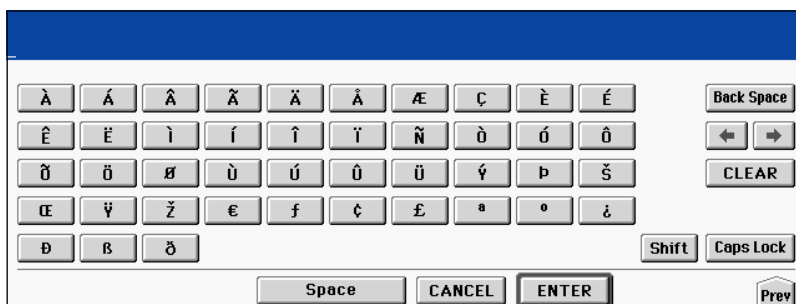 À Á Â Ã Ä Å Æ Ç È É Back Space
Ê Ë Ì Í Î Ï Ñ Ò Ó Ô
Õ Ö Ø Ù Ú Û Ü Ý Þ Š CLEAR
Œ Ÿ Ž € ƒ ¢ £ ª º ¿
Ð ß ð Shift Caps Lock
Space CANCEL ENTER Prev